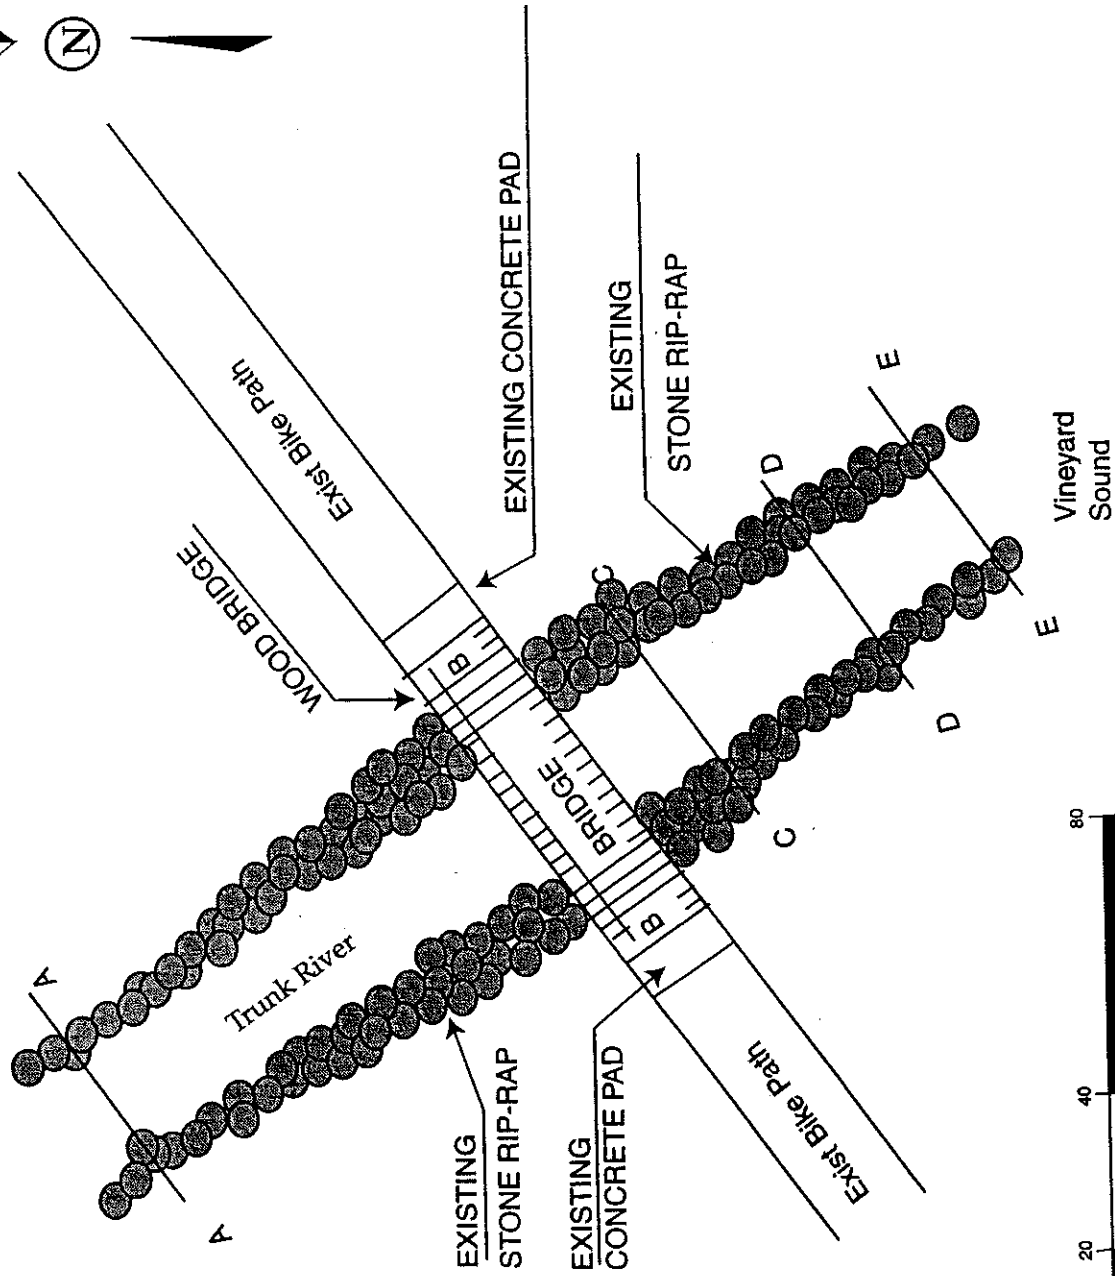 N
Exist Bike Path
EXISTING CONCRETE PAD
WOOD BRIDGE
EXISTING
STONE RIP-RAP
A
A
Trunk River
B
BRIDGE
B
C
C
D
D
E
E
Vineyard
Sound
EXISTING
STONE RIP-RAP
EXISTING
CONCRETE PAD
Exist Bike Path
20
40
80